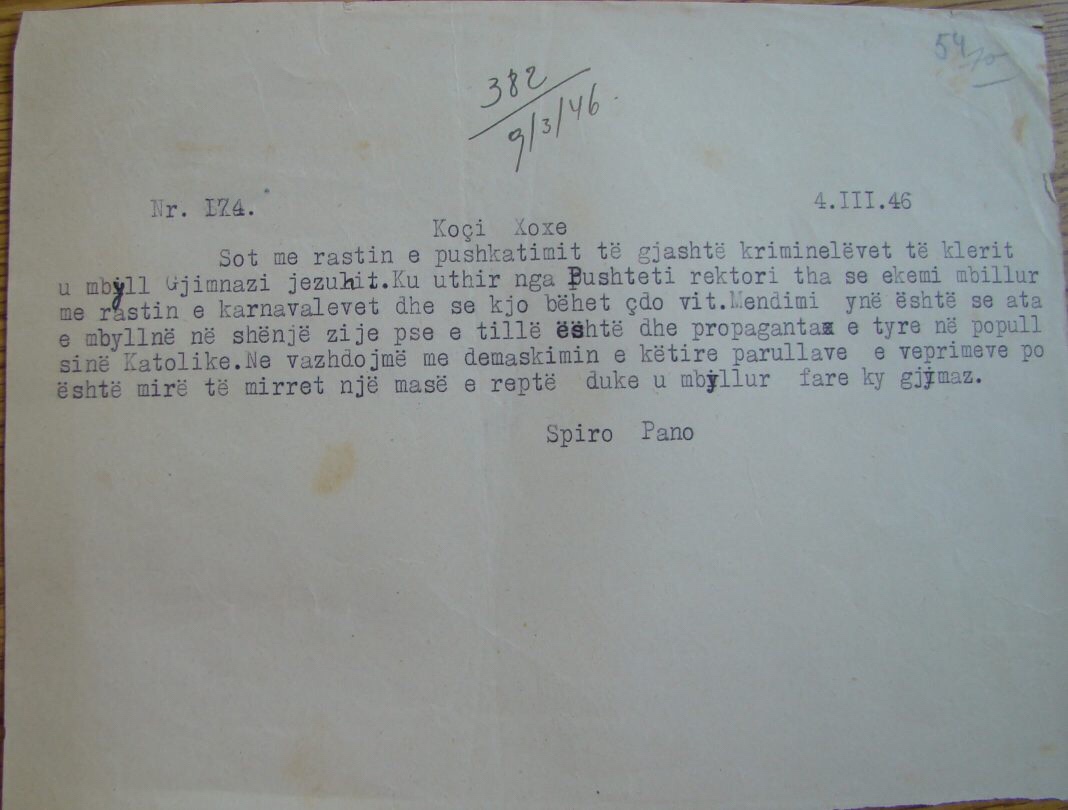 54
382
9/3/46.
Nr. I74. 4.III.46
Koçi Xoxe
Sot me rastin e pushkatimit të gjashtë kriminelëvet të klerit
u mbyll Gjimnazi jezuhit.Ku uthir nga Pushteti rektori tha se ekemi mbillur
me rastin e karnavalevet dhe se kjo bëhet çdo vit.Mendimi ynë është se ata
e mbyllnë në shënjë zije pse e tillë është dhe propaganta e tyre në popull
sinë Katolike.Ne vazhdojmë me demaskimin e këtire parullave e veprimeve po
është mirë të mirret një masë e reptë duke u mbyllur fare ky gjymaz.
Spiro Pano